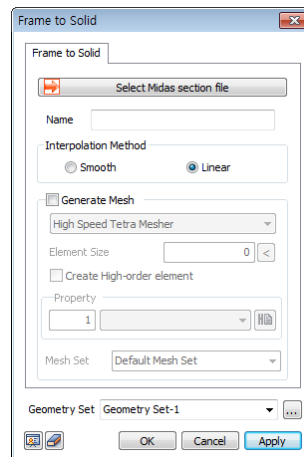 Frame to Solid
Frame to Solid
Select Midas section file
Name
Interpolation Method
Smooth
Linear
Generate Mesh
High Speed Tetra Mesher
Element Size
0
<
Create High-order element
Property
1
Mesh Set
Default Mesh Set
Geometry Set
Geometry Set-1
...
OK
Cancel
Apply